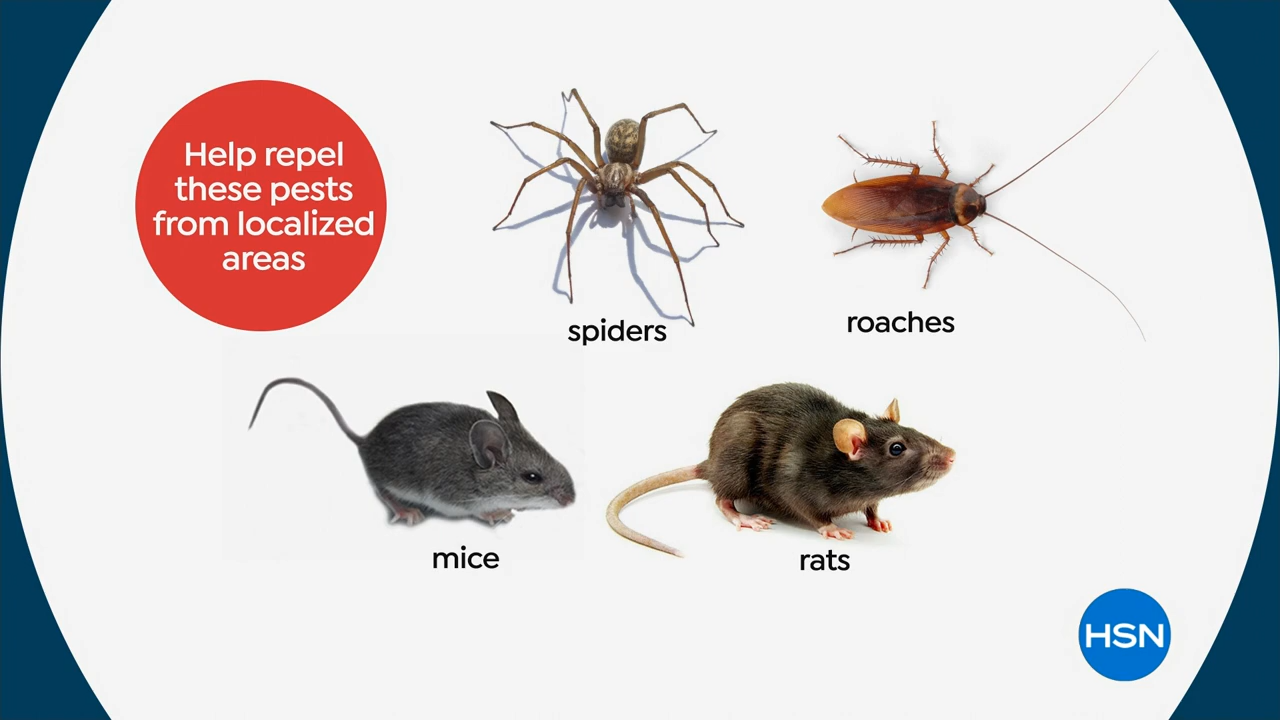 Help repel
these pests
from localized
areas
spiders
roaches
mice
rats
HSN